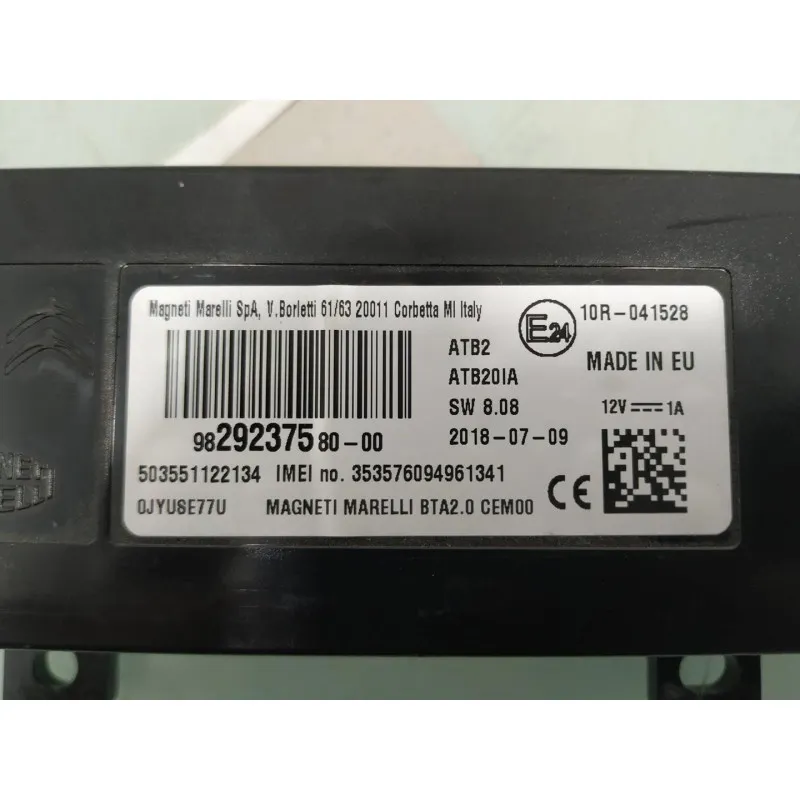 Magneti Marelli SpA, V.Borletti 61/63 20011 Corbetta MI Italy
E24
10R-041528
ATB2
MADE IN EU
ATB20IA
SW 8.08
12V 1A
9829237580-00
2018-07-09
503551122134 IMEI no. 353576094961341
0JYU8E77U MAGNETI MARELLI BTA2.0 CEM00
CE